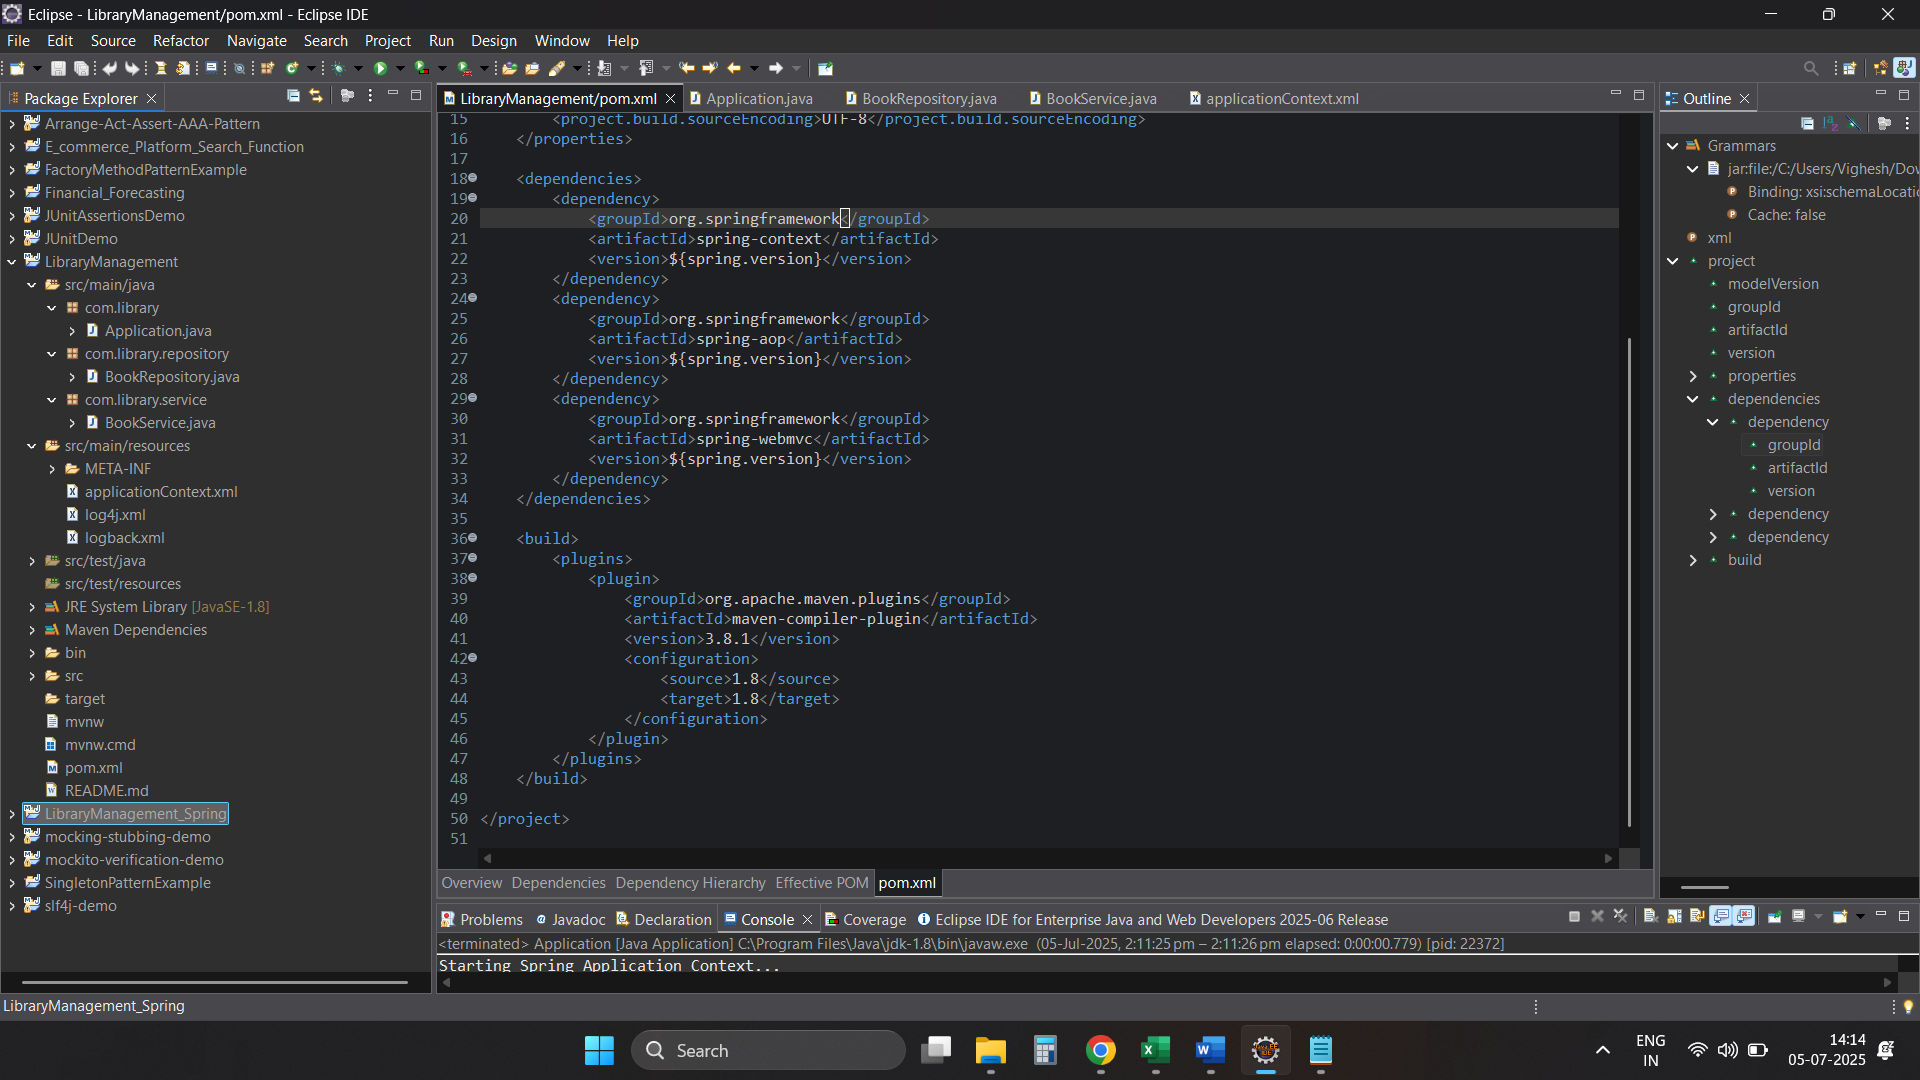 Eclipse - LibraryManagement/pom.xml - Eclipse IDE
File Edit Source Refactor Navigate Search Project Run Design Window Help
Package Explorer
Arrange-Act-Assert-AAA-Pattern
E_commerce_Platform_Search_Function
FactoryMethodPatternExample
Financial_Forecasting
JUnitAssertionsDemo
JUnitDemo
LibraryManagement
src/main/java
com.library
Application.java
com.library.repository
BookRepository.java
com.library.service
BookService.java
src/main/resources
META-INF
applicationContext.xml
log4j.xml
logback.xml
src/test/java
src/test/resources
JRE System Library [JavaSE-1.8]
Maven Dependencies
bin
src
target
mvnw
mvnw.cmd
pom.xml
README.md
LibraryManagement_Spring
mocking-stubbing-demo
mockito-verification-demo
SingletonPatternExample
slf4j-demo
LibraryManagement/pom.xml Application.java BookRepository.java BookService.java applicationContext.xml
15 <project.build.sourceEncoding>UTF-8</project.build.sourceEncoding>
16 </properties>
17
18 <dependencies>
19 <dependency>
20 <groupId>org.springframework</groupId>
21 <artifactId>spring-context</artifactId>
22 <version>${spring.version}</version>
23 </dependency>
24 <dependency>
25 <groupId>org.springframework</groupId>
26 <artifactId>spring-aop</artifactId>
27 <version>${spring.version}</version>
28 </dependency>
29 <dependency>
30 <groupId>org.springframework</groupId>
31 <artifactId>spring-webmvc</artifactId>
32 <version>${spring.version}</version>
33 </dependency>
34 </dependencies>
35
36 <build>
37 <plugins>
38 <plugin>
39 <groupId>org.apache.maven.plugins</groupId>
40 <artifactId>maven-compiler-plugin</artifactId>
41 <version>3.8.1</version>
42 <configuration>
43 <source>1.8</source>
44 <target>1.8</target>
45 </configuration>
46 </plugin>
47 </plugins>
48 </build>
49
50 </project>
51
Overview Dependencies Dependency Hierarchy Effective POM pom.xml
Problems Javadoc Declaration Console Coverage Eclipse IDE for Enterprise Java and Web Developers 2025-06 Release
<terminated> Application [Java Application] C:\Program Files\Java\jdk-1.8\bin\javaw.exe (05-Jul-2025, 2:11:25 pm – 2:11:26 pm elapsed: 0:00:00.779) [pid: 22372]
Starting Spring Application Context...
Outline
Grammars
jar:file:/C:/Users/Vighesh/Dov
Binding: xsi:schemaLocatio
Cache: false
xml
project
modelVersion
groupId
artifactId
version
properties
dependencies
dependency
groupId
artifactId
version
dependency
dependency
build
LibraryManagement_Spring
Search
ENG
IN
14:14
05-07-2025